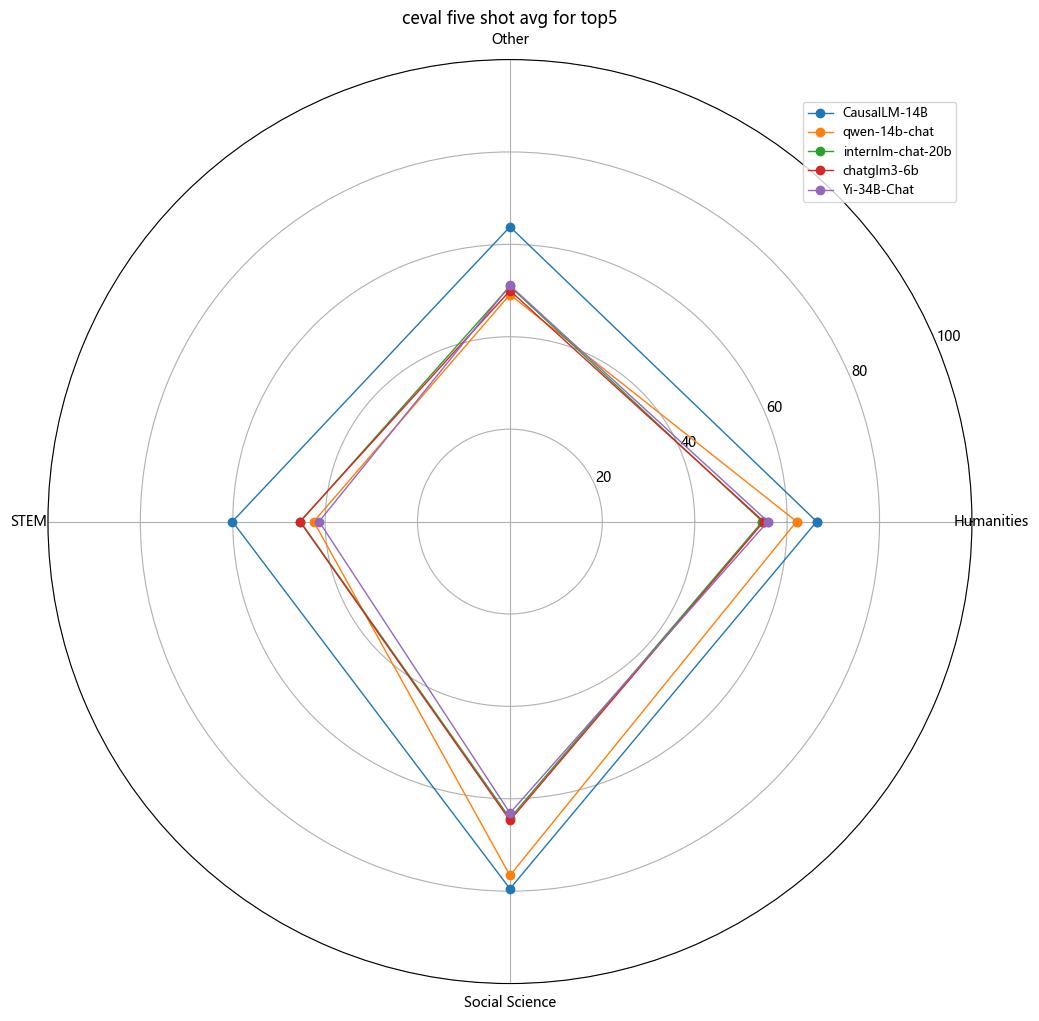 ceval five shot avg for top5
Other
CausalLM-14B
qwen-14b-chat
internlm-chat-20b
chatglm3-6b
Yi-34B-Chat
100
80
60
40
20
STEM
Humanities
Social Science